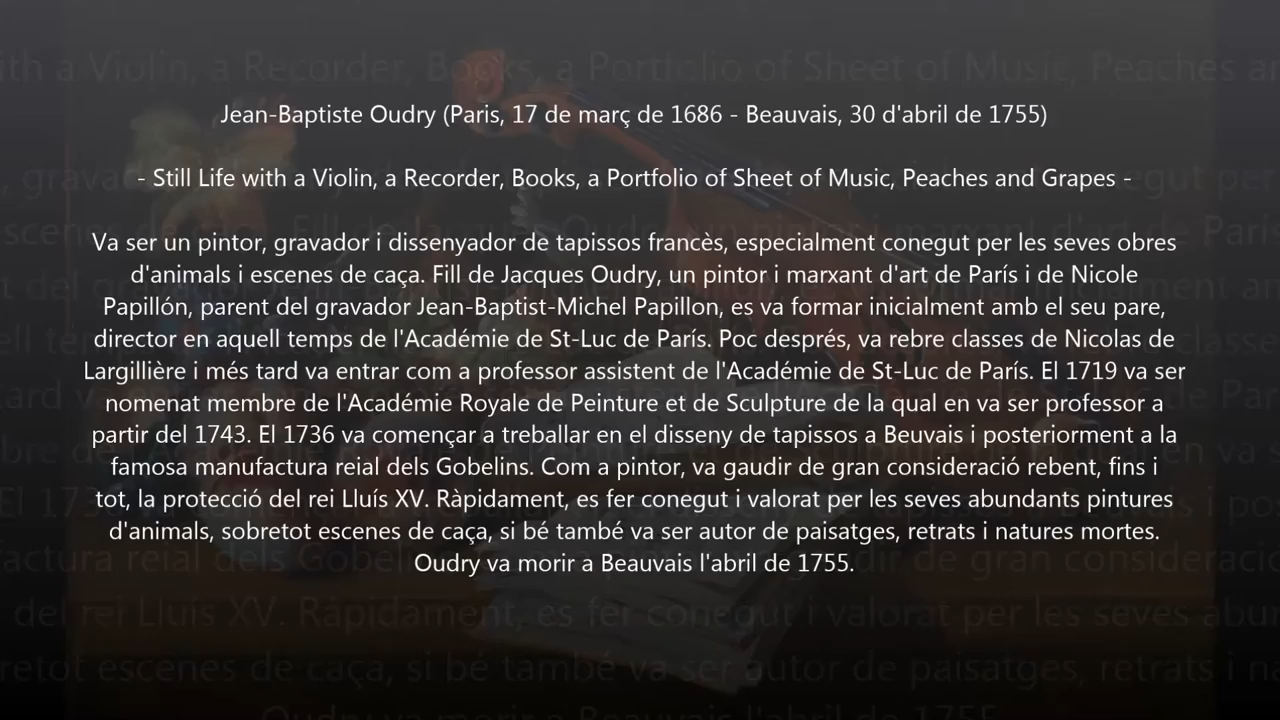 Jean-Baptiste Oudry (Paris, 17 de març de 1686 - Beauvais, 30 d'abril de 1755)
- Still Life with a Violin, a Recorder, Books, a Portfolio of Sheet of Music, Peaches and Grapes -
Va ser un pintor, gravador i dissenyador de tapissos francès, especialment conegut per les seves obres
d'animals i escenes de caça. Fill de Jacques Oudry, un pintor i marxant d'art de París i de Nicole
Papillón, parent del gravador Jean-Baptist-Michel Papillon, es va formar inicialment amb el seu pare,
director en aquell temps de l'Académie de St-Luc de París. Poc després, va rebre classes de Nicolas de
Largillière i més tard va entrar com a professor assistent de l'Académie de St-Luc de París. El 1719 va ser
nomenat membre de l'Académie Royale de Peinture et de Sculpture de la qual en va ser professor a
partir del 1743. El 1736 va començar a treballar en el disseny de tapissos a Beuvais i posteriorment a la
famosa manufactura reial dels Gobelins. Com a pintor, va gaudir de gran consideració rebent, fins i
tot, la protecció del rei Lluís XV. Ràpidament, es fer conegut i valorat per les seves abundants pintures
d'animals, sobretot escenes de caça, si bé també va ser autor de paisatges, retrats i natures mortes.
Oudry va morir a Beauvais l'abril de 1755.